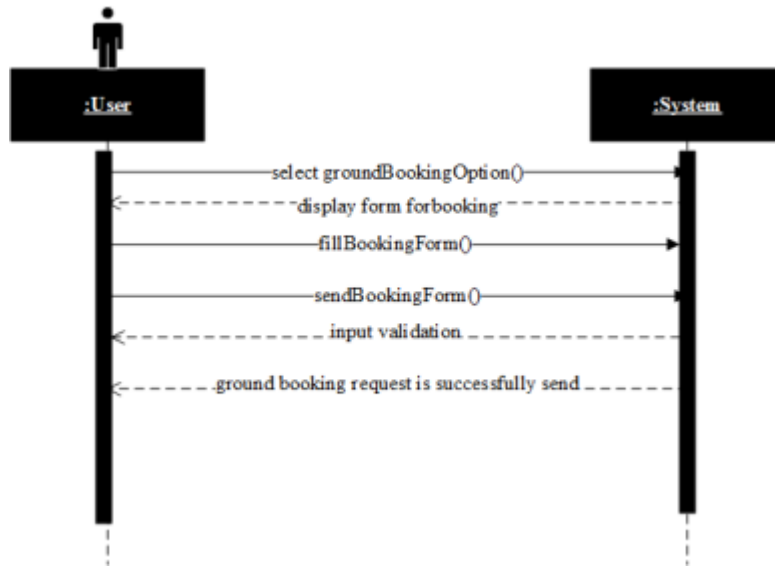 :User
:System
select groundBookingOption()
display form forbooking
fillBookingForm()
sendBookingForm()
input validation
ground booking request is successfully send